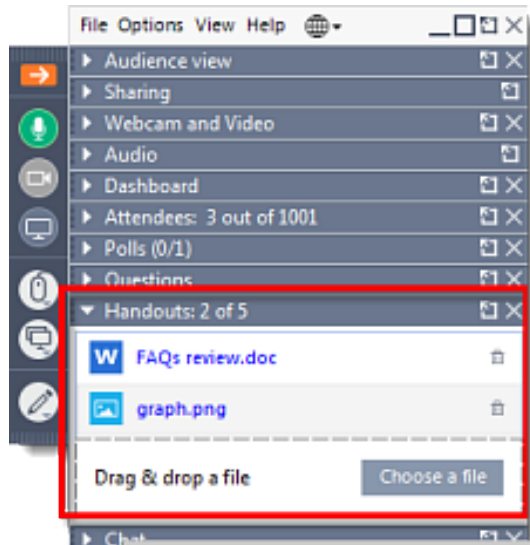 File Options View Help
Audience view
Sharing
Webcam and Video
Audio
Dashboard
Attendees: 3 out of 1001
Polls (0/1)
Questions
Handouts: 2 of 5
W FAQs review.doc
graph.png
Drag & drop a file Choose a file
Chat